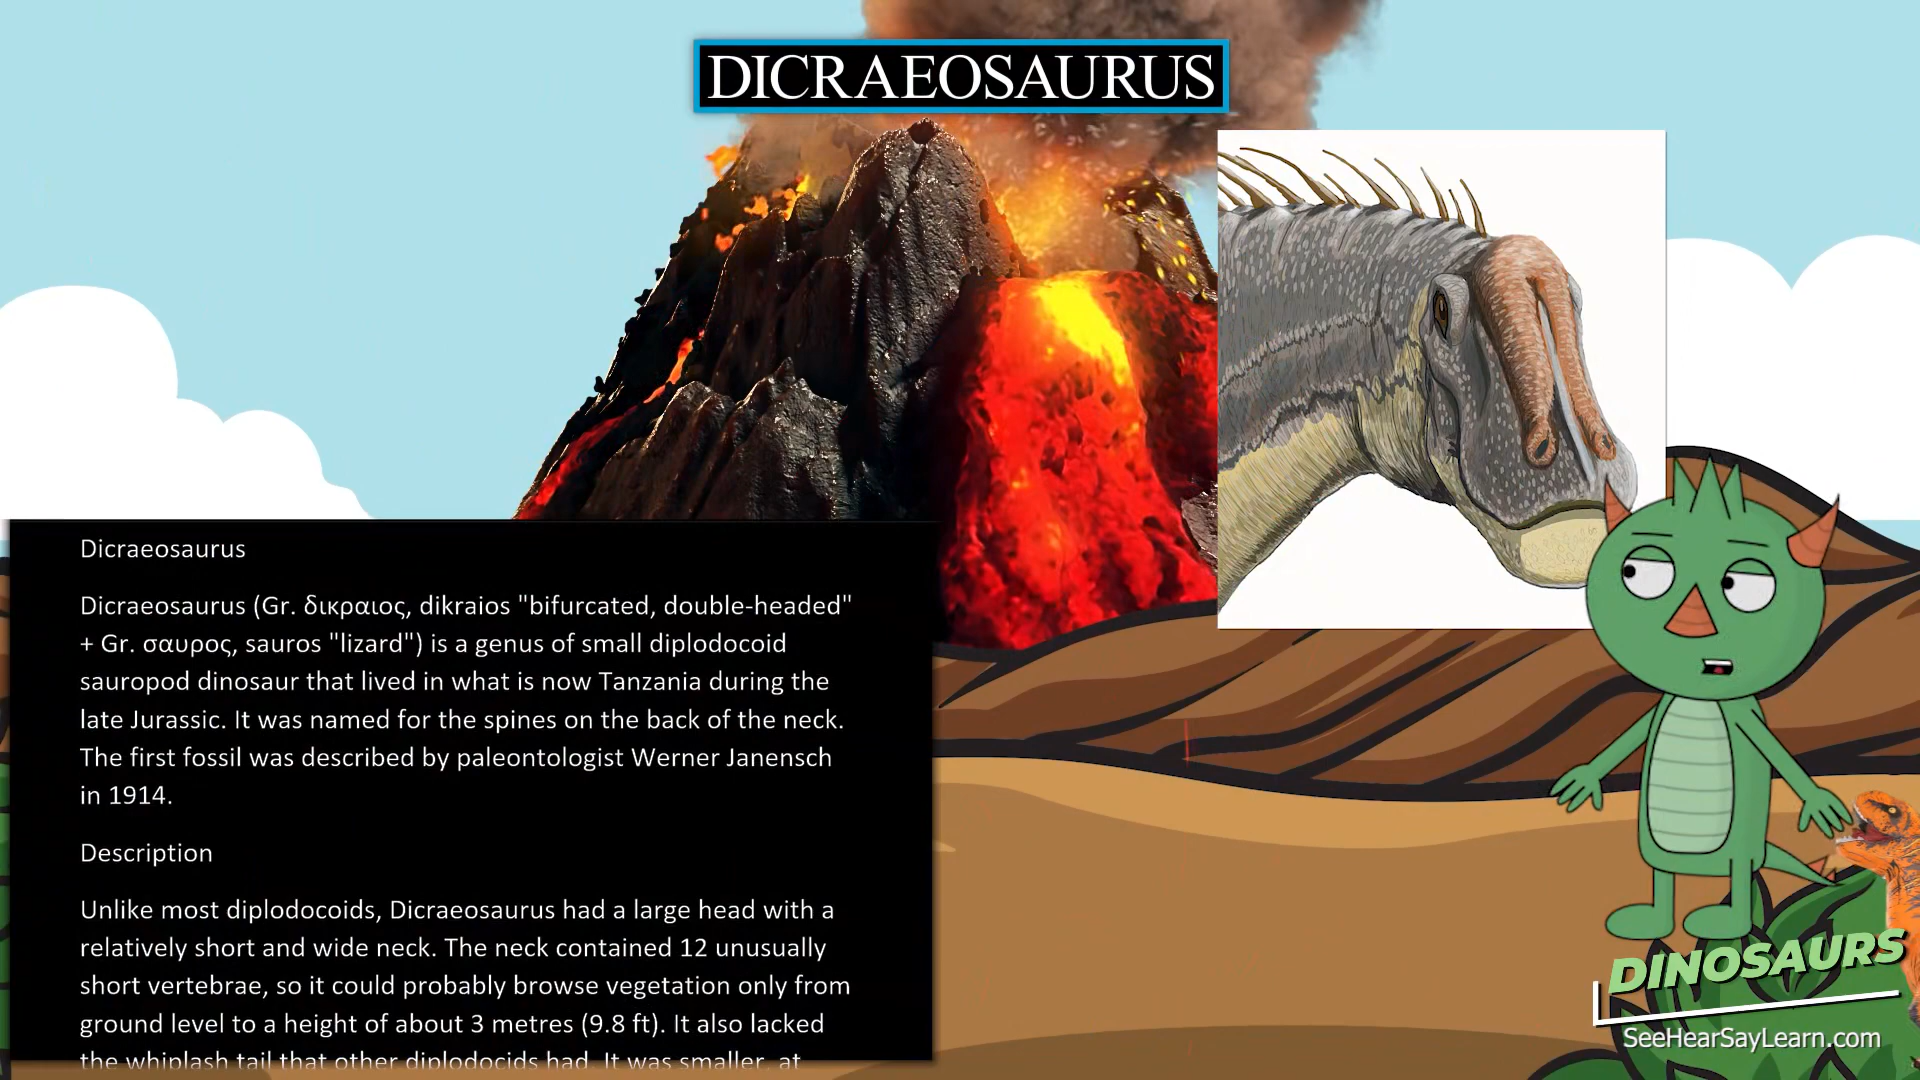 DICRAEOSAURUS
Dicraeosaurus
Dicraeosaurus (Gr. δικραιος, dikraios "bifurcated, double-headed"
+ Gr. σαυρος, sauros "lizard") is a genus of small diplodocoid
sauropod dinosaur that lived in what is now Tanzania during the
late Jurassic. It was named for the spines on the back of the neck.
The first fossil was described by paleontologist Werner Janensch
in 1914.
Description
Unlike most diplodocoids, Dicraeosaurus had a large head with a
relatively short and wide neck. The neck contained 12 unusually
short vertebrae, so it could probably browse vegetation only from
ground level to a height of about 3 metres (9.8 ft). It also lacked
the whiplash tail that other diplodocids had. It was smaller, at
DINOSAURS
SeeHearSayLearn.com